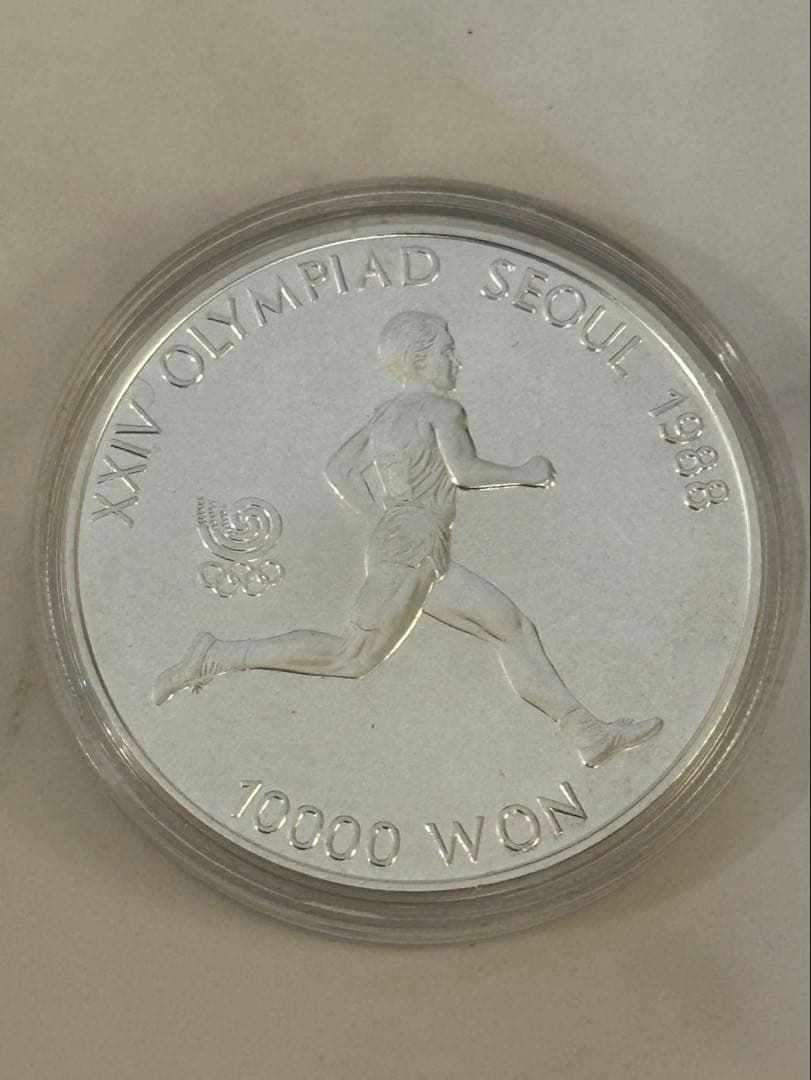 XXIV OLYMPIAD SEOUL 1988
10000 WON